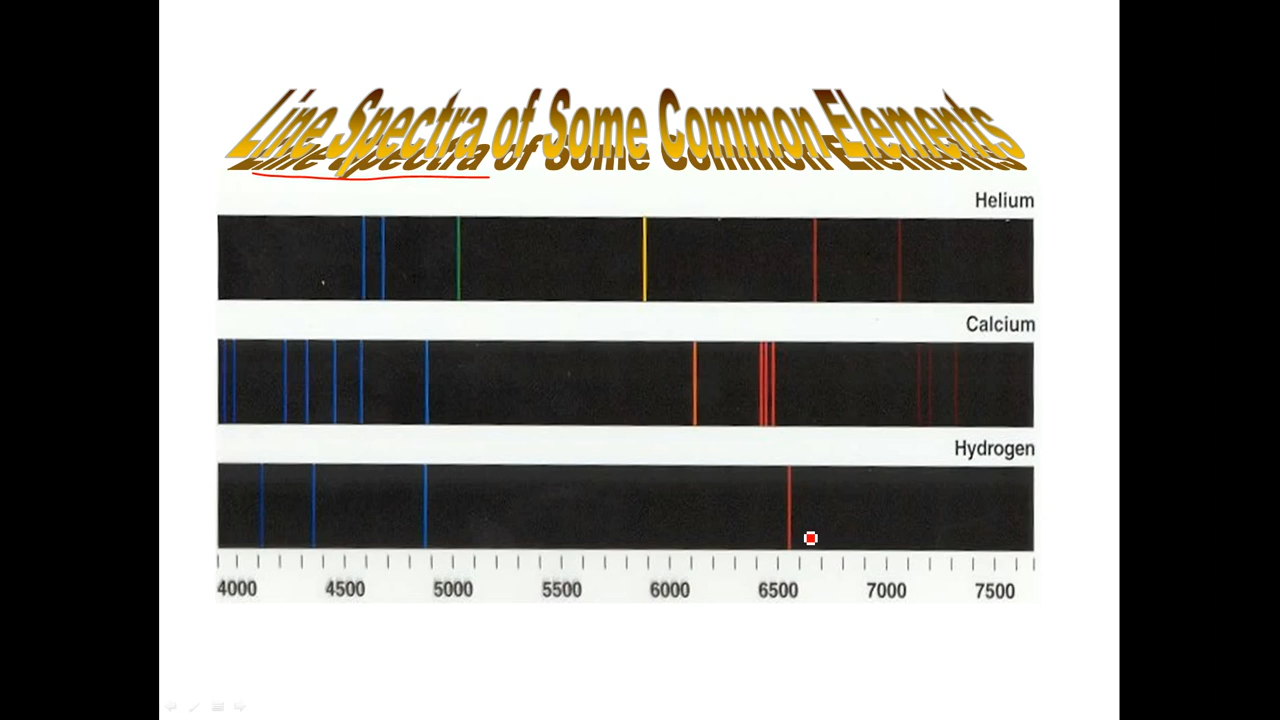 Line Spectra of Some Common Elements
Helium
Calcium
Hydrogen
4000 4500 5000 5500 6000 6500 7000 7500